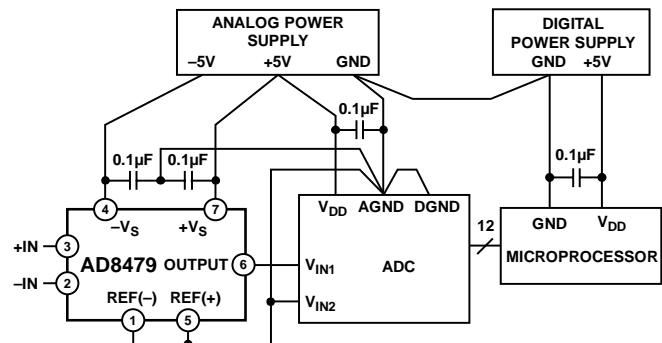 ANALOG POWER
SUPPLY
–5V +5V GND
DIGITAL
POWER SUPPLY
GND +5V
0.1µF
0.1µF 0.1µF
0.1µF
4 7
–VS +VS
VDD AGND DGND
GND VDD
12
MICROPROCESSOR
+IN 3
AD8479 OUTPUT 6
VIN1
ADC
–IN 2
REF(–) REF(+)
VIN2
1 5